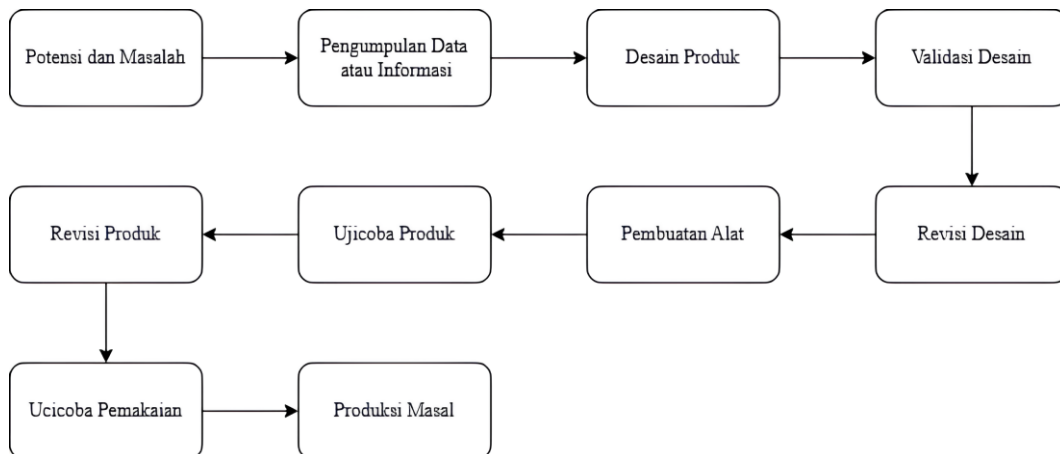 Potensi dan Masalah
Pengumpulan Data
atau Informasi
Desain Produk
Validasi Desain
Revisi Desain
Pembuatan Alat
Ujicoba Produk
Revisi Produk
Ucicoba Pemakaian
Produksi Masal